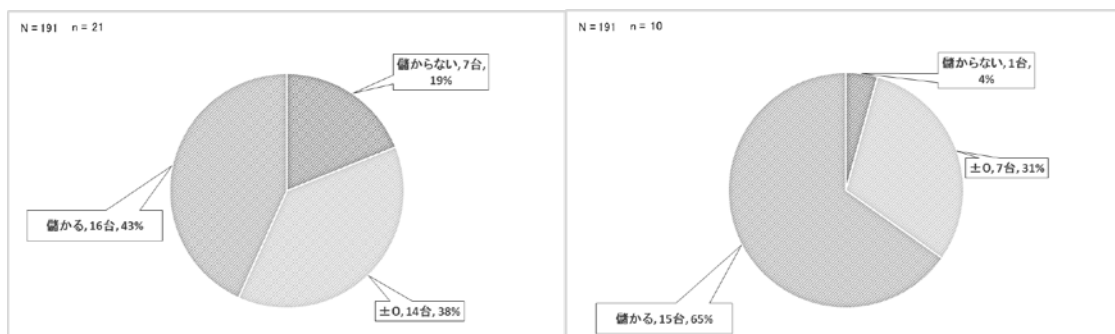 N = 191 n = 21
儲からない, 7台,
19%
儲かる, 16台, 43%
±0, 14台, 38%
N = 191 n = 10
儲からない, 1台,
4%
±0, 7台, 31%
儲かる, 15台, 65%